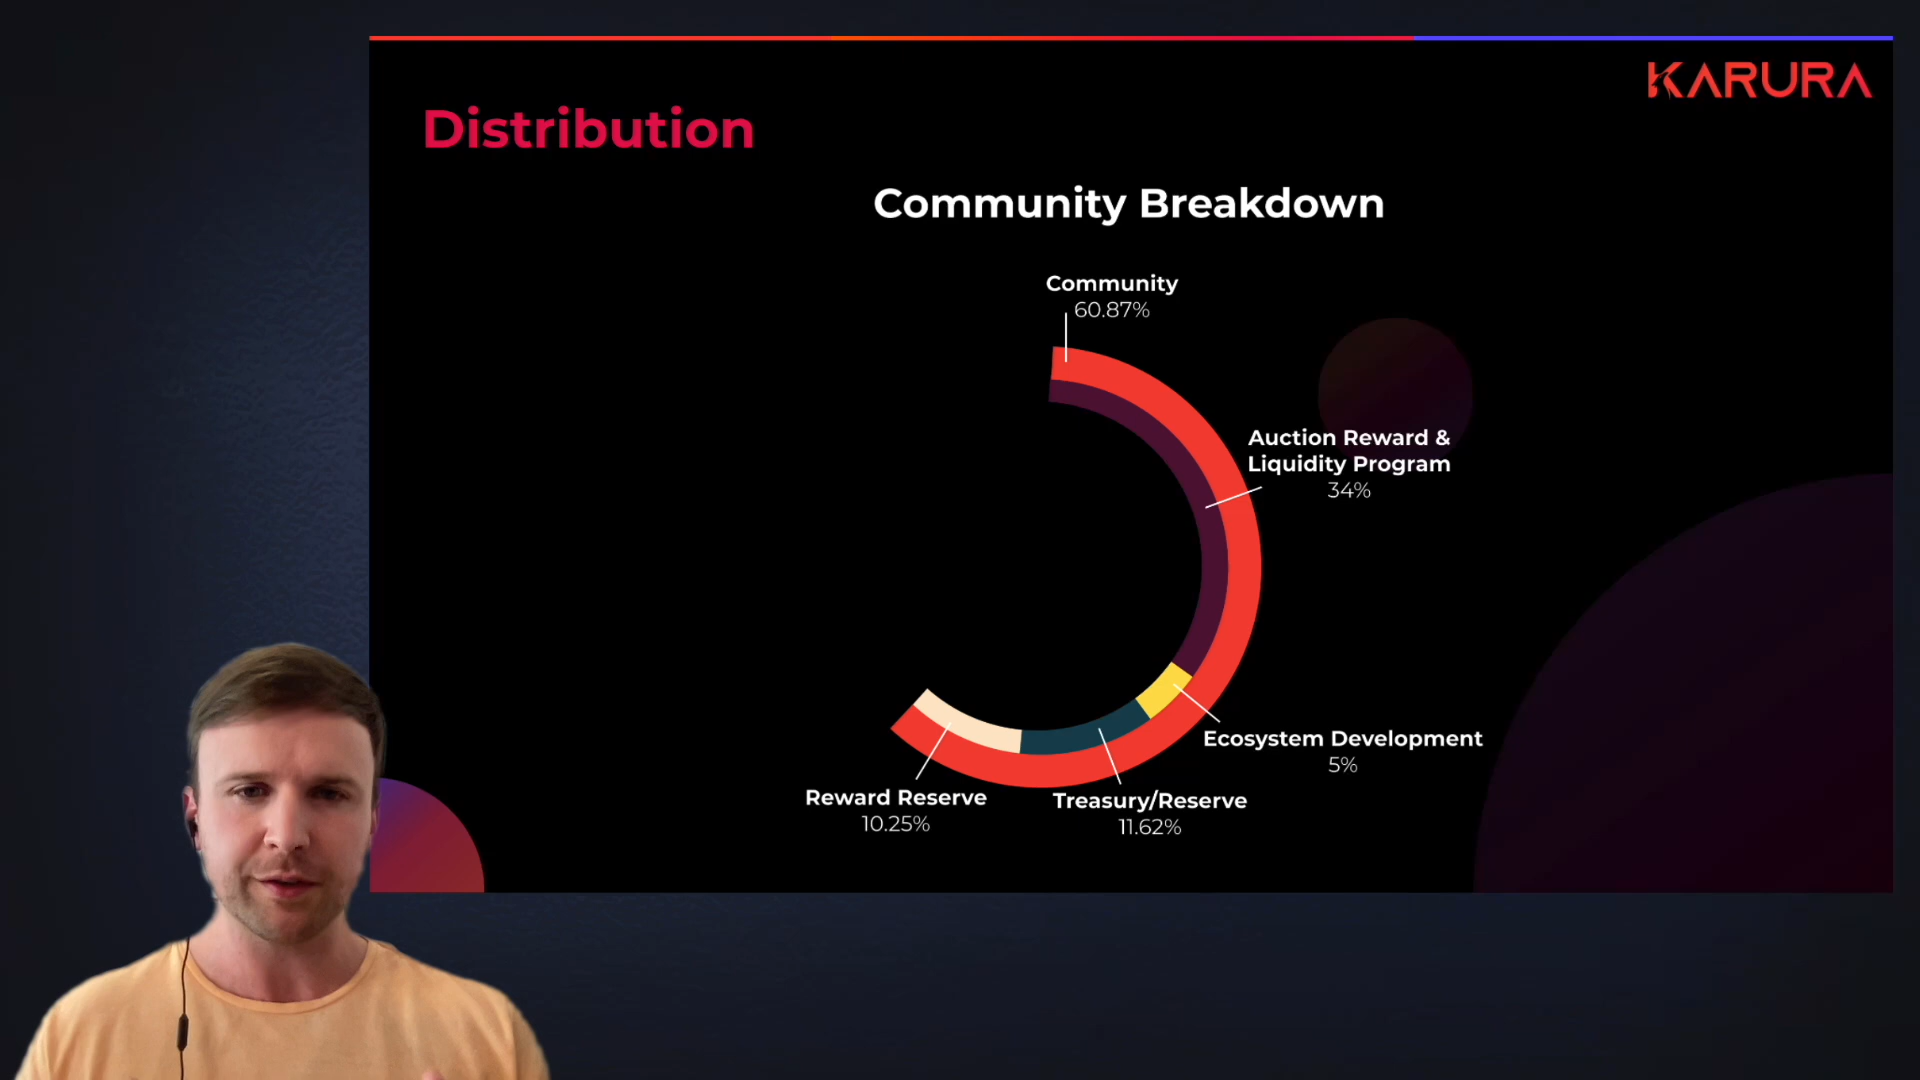 KARURA
Distribution
Community Breakdown
Community
60.87%
Auction Reward &
Liquidity Program
34%
Ecosystem Development
5%
Treasury/Reserve
11.62%
Reward Reserve
10.25%